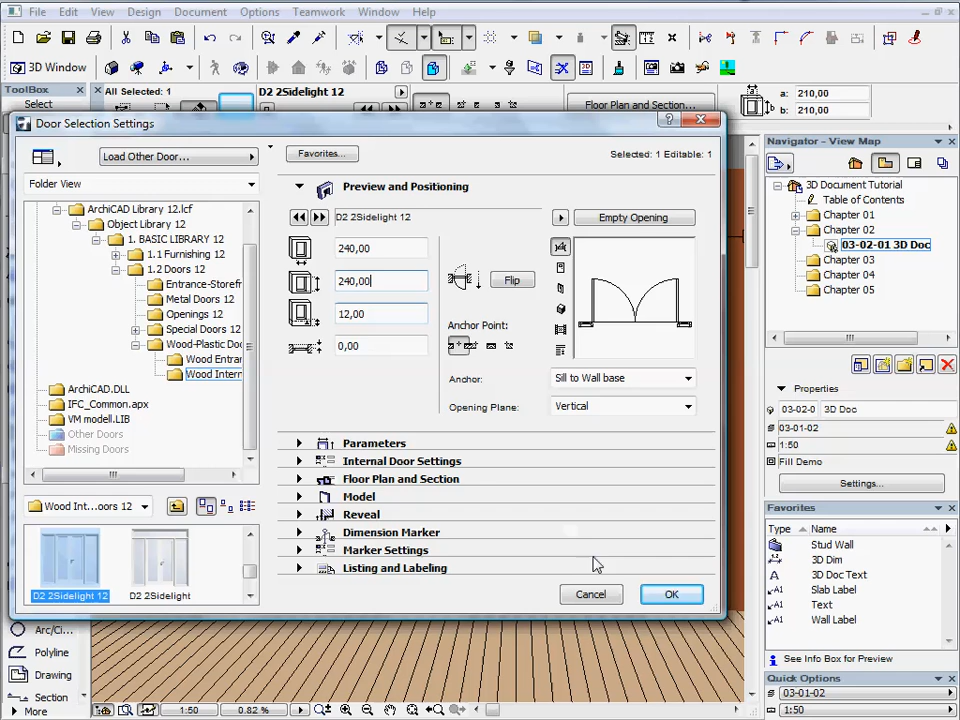 File Edit View Design Document Options Teamwork Window Help
3D Window
ToolBox
Select
All Selected: 1
D2 2Sidelight 12
Floor Plan and Section...
a: 210,00
b: 210,00
Door Selection Settings
Load Other Door...
Favorites...
Selected: 1 Editable: 1
Folder View
ArchiCAD Library 12.lcf
Object Library 12
1. BASIC LIBRARY 12
1.1 Furnishing 12
1.2 Doors 12
Entrance-Storefr
Metal Doors 12
Openings 12
Special Doors 12
Wood-Plastic Do
Wood Entran
Wood Intern
ArchiCAD.DLL
IFC_Common.apx
VM modell.LIB
Other Doors
Missing Doors
Wood Int...oors 12
D2 2Sidelight 12
D2 2Sidelight
Preview and Positioning
D2 2Sidelight 12
Empty Opening
240,00
240,00
12,00
0,00
Flip
Anchor Point:
Anchor:
Sill to Wall base
Opening Plane:
Vertical
Parameters
Internal Door Settings
Floor Plan and Section
Model
Reveal
Dimension Marker
Marker Settings
Listing and Labeling
Cancel
OK
Arc/Ci...
Polyline
Drawing
Section
More
1:50
0.82 %
Navigator - View Map
3D Document Tutorial
Table of Contents
Chapter 01
Chapter 02
03-02-01 3D Doc
Chapter 03
Chapter 04
Chapter 05
Properties
03-02-0
3D Doc
03-01-02
1:50
Fill Demo
Settings...
Favorites
Type Name
Stud Wall
3D Dim
3D Doc Text
Slab Label
Text
Wall Label
See Info Box for Preview
Quick Options
03-01-02
1:50